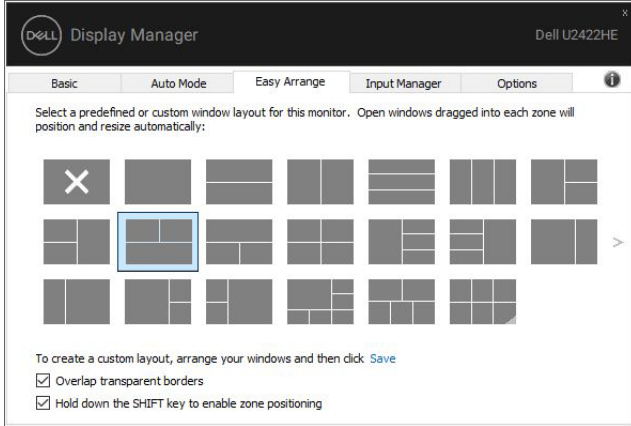 x
DELL Display Manager
Dell U2422HE
Basic
Auto Mode
Easy Arrange
Input Manager
Options
i
Select a predefined or custom window layout for this monitor. Open windows dragged into each zone will
position and resize automatically:
>
To create a custom layout, arrange your windows and then click Save
Overlap transparent borders
Hold down the SHIFT key to enable zone positioning